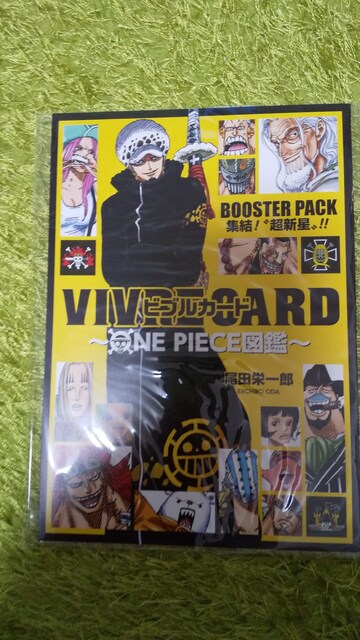 BOOSTER PACK
集結!“超新星”!!
VIVRE CARD
ビブルカード
～ONE PIECE図鑑～
尾田栄一郎
EIICHIRO ODA